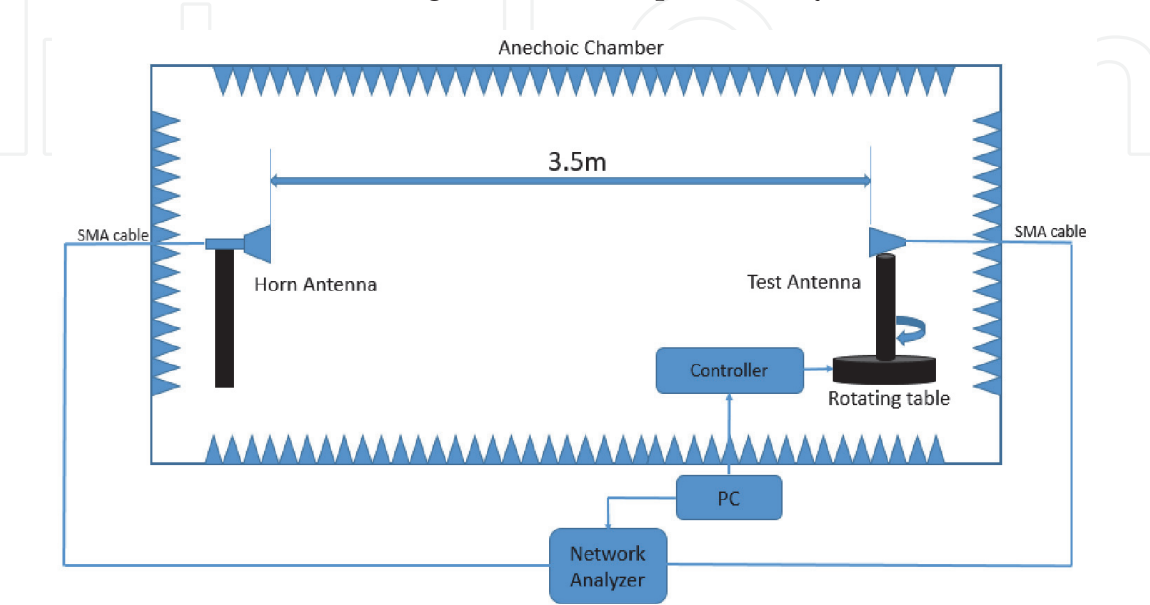 Anechoic Chamber
3.5m
SMA cable
SMA cable
Horn Antenna
Test Antenna
Controller
Rotating table
PC
Network
Analyzer